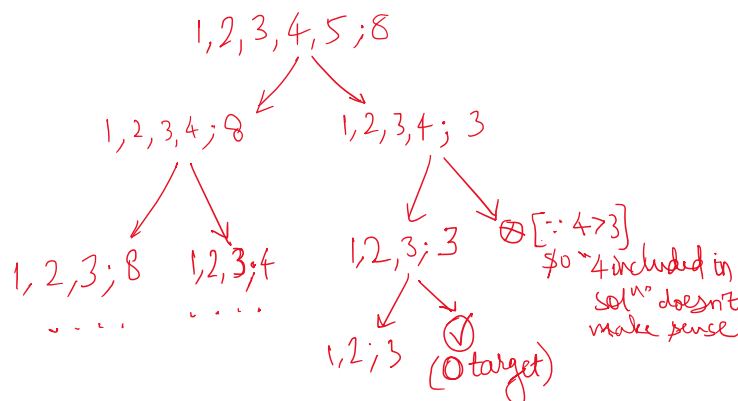 1,2,3,4,5;8
1,2,3,4;8
1,2,3,4; 3
1,2,3;8
1,2,3;4
1,2,3;3
⊗ [∵ 4>3]
so "4 included in
solⁿ" doesn't
make sense
....
....
1,2;3
✓
(0 target)